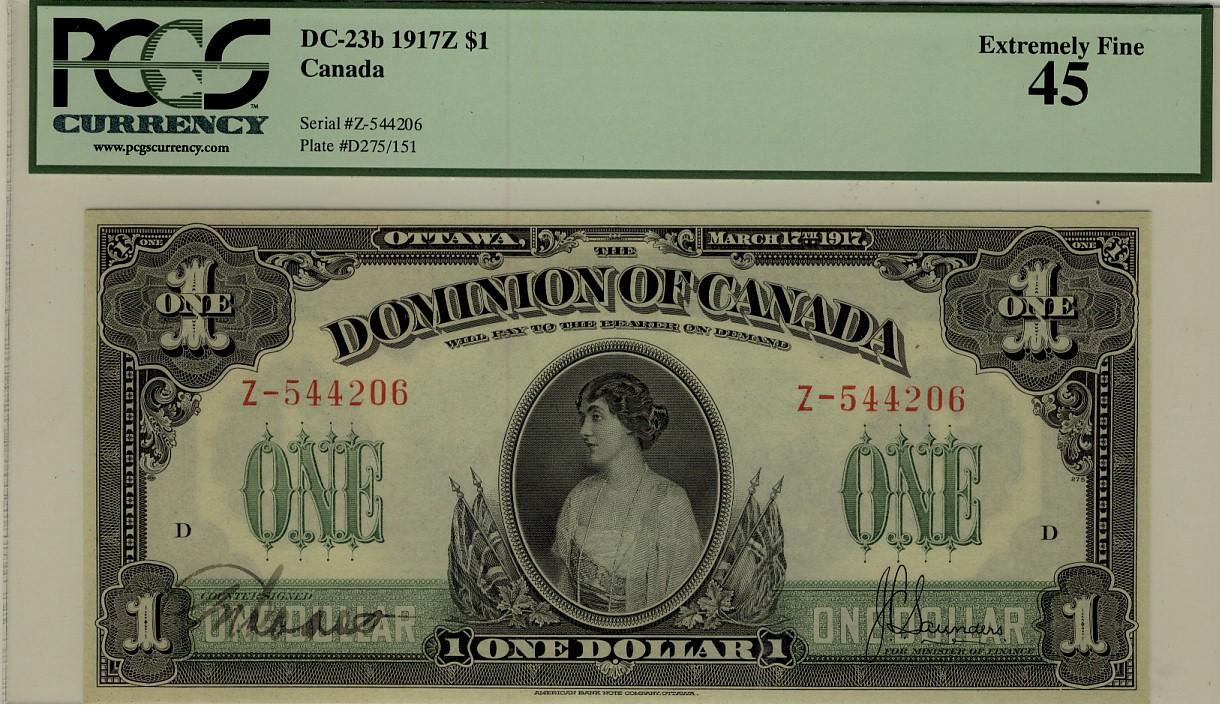 PCGS™
CURRENCY
www.pcgscurrency.com
DC-23b 1917Z $1
Canada
Serial #Z-544206
Plate #D275/151
Extremely Fine
45
OTTAWA, MARCH 17TH 1917.
ONE ONE
THE
DOMINION OF CANADA
WILL PAY TO THE BEARER ON DEMAND
1 ONE 1 ONE
Z-544206 Z-544206
ONE ONE
275
D D
COUNTERSIGNED
ONE DOLLAR ONE DOLLAR
J C Saunders
FOR MINISTER OF FINANCE
1 1
1 ONE DOLLAR 1
AMERICAN BANK NOTE COMPANY, OTTAWA.